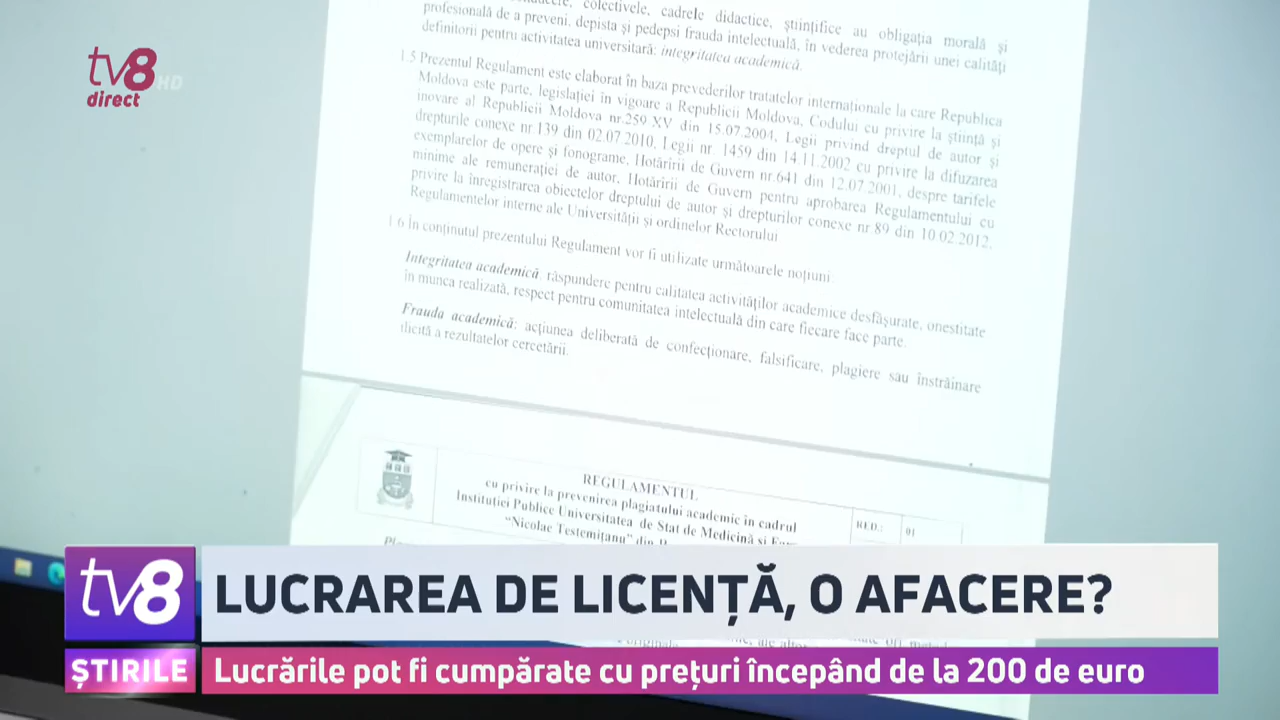 colectivele, cadrele didactice, științifice au obligația morală și
profesională de a preveni, depista și pedepsi frauda intelectuală, în vederea protejării unei calități
definitorii pentru activitatea universitară: integritatea academică.
1.5 Prezentul Regulament este elaborat în baza prevederilor tratatelor internaționale la care Republica
Moldova este parte, legislației în vigoare a Republicii Moldova, Codului cu privire la știință și
inovare al Republicii Moldova nr.259 XV din 15.07.2004, Legii privind dreptul de autor și
drepturile conexe nr 139 din 02.07.2010, Legii nr. 1459 din 14.11.2002 cu privire la difuzarea
exemplarelor de opere și fonograme, Hotărîrii de Guvern nr.641 din 12.07.2001, despre tarifele
minime ale remunerației de autor, Hotărîrii de Guvern pentru aprobarea Regulamentului cu
privire la înregistrarea obiectelor dreptului de autor și drepturilor conexe nr.89 din 10.02.2012,
Regulamentelor interne ale Universității și ordinelor Rectorului
1.6 În conținutul prezentului Regulament vor fi utilizate următoarele noțiuni:
Integritatea academică: răspundere pentru calitatea activităților academice desfășurate, onestitate
în munca realizată, respect pentru comunitatea intelectuală din care fiecare face parte.
Frauda academică: acțiunea deliberată de confecționare, falsificare, plagiere sau înstrăinare
ilicită a rezultatelor cercetării.
REGULAMENTUL
cu privire la prevenirea plagiatului academic în cadrul
Instituției Publice Universitatea de Stat de Medicină și
"Nicolae Testemițanu" din
RED.: 01
tv8 HD
direct
tv8
ȘTIRILE
LUCRAREA DE LICENȚĂ, O AFACERE?
Lucrările pot fi cumpărate cu prețuri începând de la 200 de euro